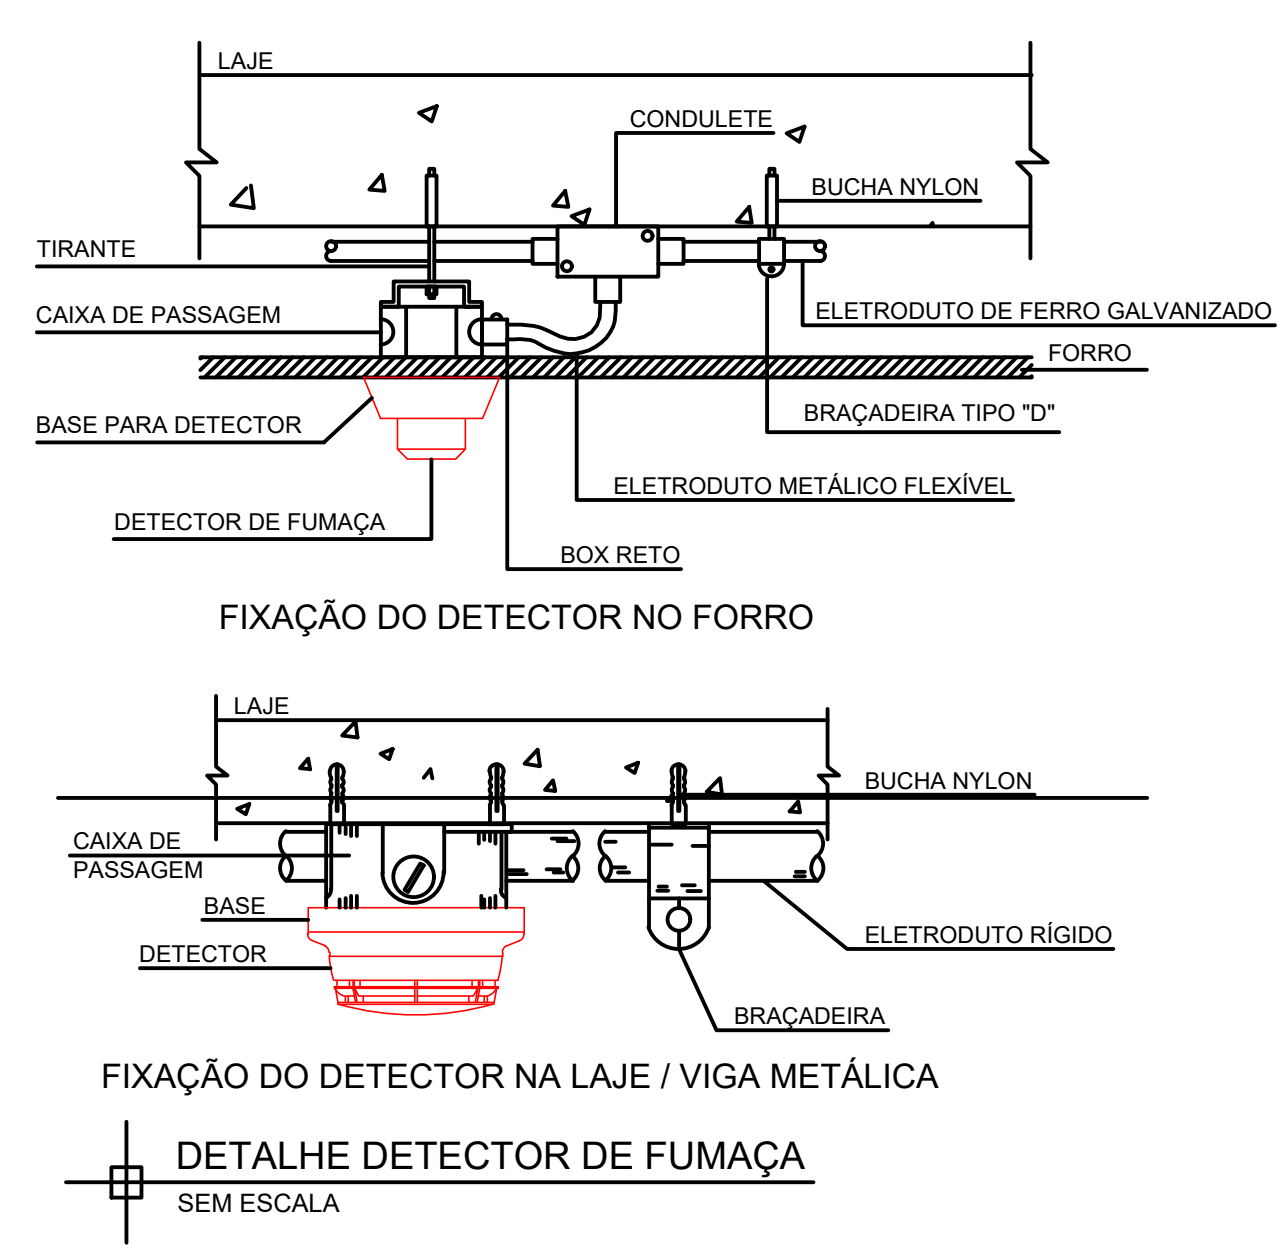 LAJE
CONDULETE
BUCHA NYLON
TIRANTE
CAIXA DE PASSAGEM
ELETRODUTO DE FERRO GALVANIZADO
FORRO
BASE PARA DETECTOR
BRAÇADEIRA TIPO "D"
ELETRODUTO METÁLICO FLEXÍVEL
DETECTOR DE FUMAÇA
BOX RETO
FIXAÇÃO DO DETECTOR NO FORRO
LAJE
BUCHA NYLON
CAIXA DE
PASSAGEM
BASE
ELETRODUTO RÍGIDO
DETECTOR
BRAÇADEIRA
FIXAÇÃO DO DETECTOR NA LAJE / VIGA METÁLICA
DETALHE DETECTOR DE FUMAÇA
SEM ESCALA